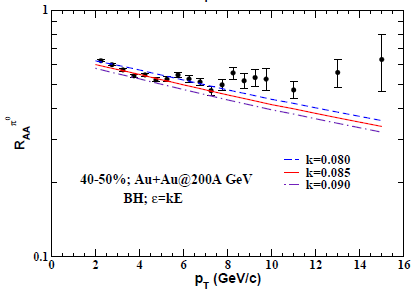 1
R_AA^π^0
0.1
k=0.080
k=0.085
k=0.090
40-50%; Au+Au@200A GeV
BH; ε=kE
0 2 4 6 8 10 12 14 16
p_T (GeV/c)